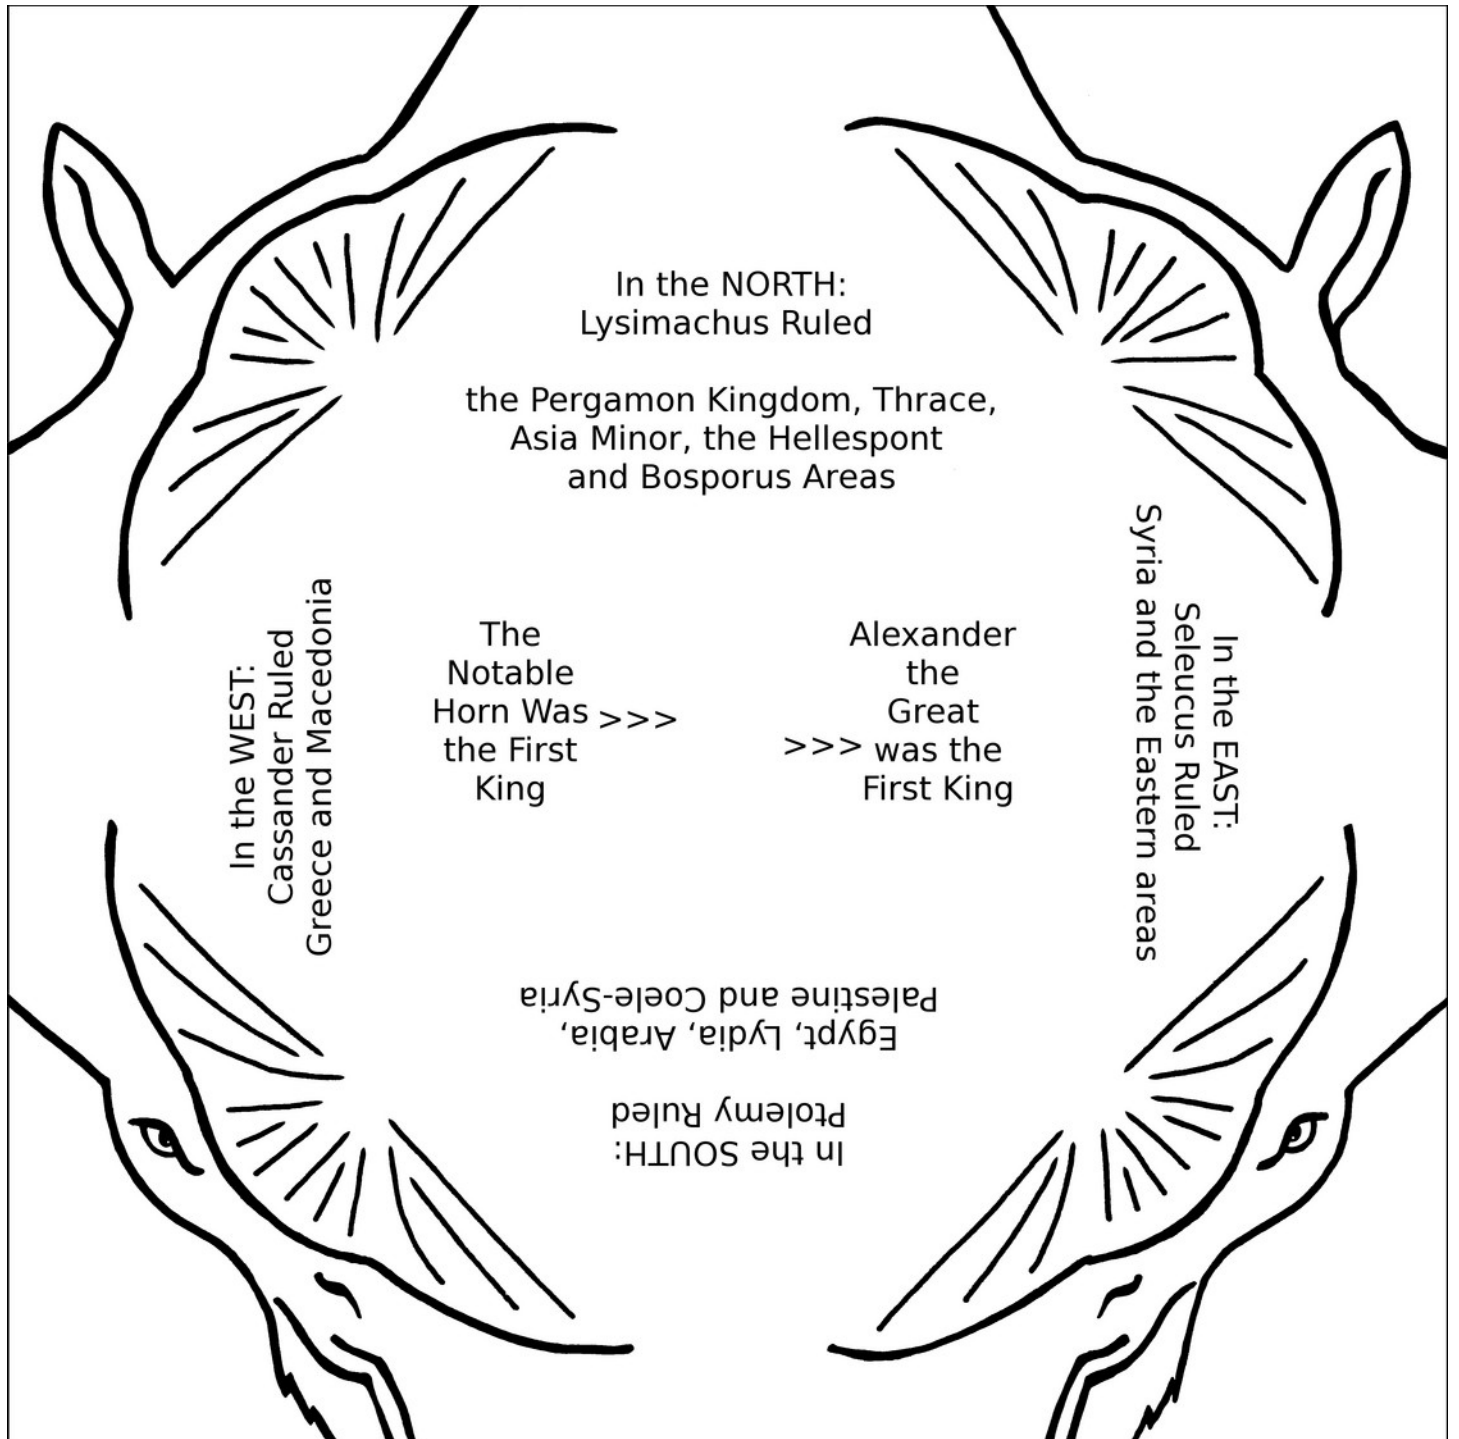 In the NORTH:
Lysimachus Ruled
the Pergamon Kingdom, Thrace,
Asia Minor, the Hellespont
and Bosporus Areas
In the WEST:
Cassander Ruled
Greece and Macedonia
The
Notable
Horn Was >>>
the First
King
Alexander
the
Great
>>> was the
First King
In the EAST:
Seleucus Ruled
Syria and the Eastern areas
In the SOUTH:
Ptolemy Ruled
Egypt, Lydia, Arabia,
Palestine and Coele-Syria